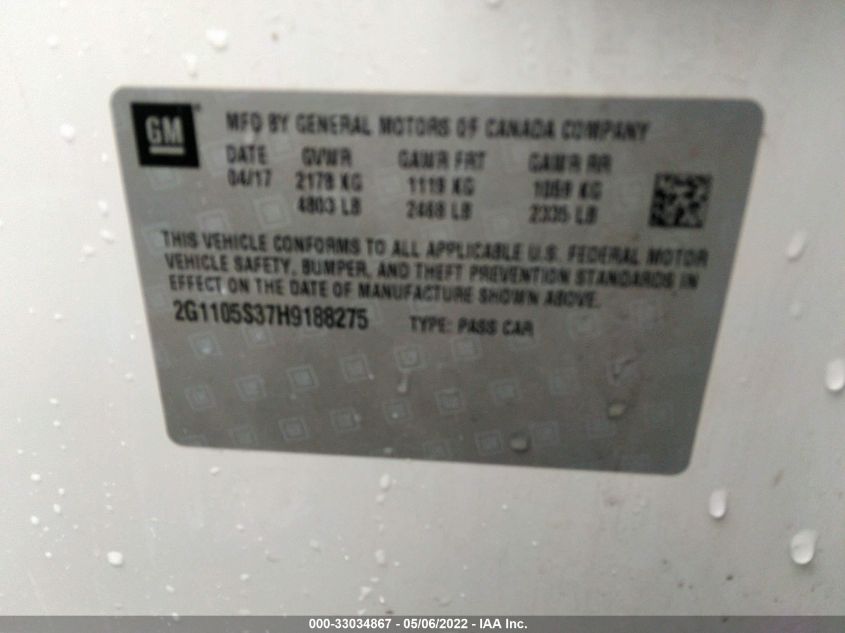 GM
MFD BY GENERAL MOTORS OF CANADA COMPANY
DATE GVWR GAWR FRT GAWR RR
04/17 2178 KG 1119 KG 1059 KG
4803 LB 2468 LB 2335 LB
THIS VEHICLE CONFORMS TO ALL APPLICABLE U.S. FEDERAL MOTOR
VEHICLE SAFETY, BUMPER, AND THEFT PREVENTION STANDARDS IN
EFFECT ON THE DATE OF MANUFACTURE SHOWN ABOVE.
2G1105S37H9188275 TYPE: PASS CAR
000-33034867 - 05/06/2022 - IAA Inc.